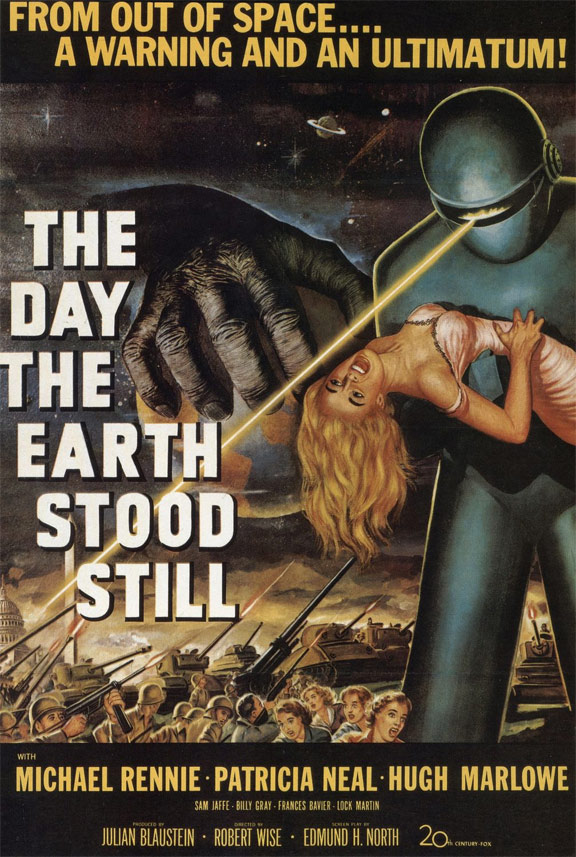 FROM OUT OF SPACE....
A WARNING AND AN ULTIMATUM!
THE
DAY
THE
EARTH
STOOD
STILL
WITH
MICHAEL RENNIE · PATRICIA NEAL · HUGH MARLOWE
SAM JAFFE · BILLY GRAY · FRANCES BAVIER · LOCK MARTIN
PRODUCED BY DIRECTED BY SCREEN PLAY BY
JULIAN BLAUSTEIN · ROBERT WISE · EDMUND H. NORTH 20th CENTURY-FOX